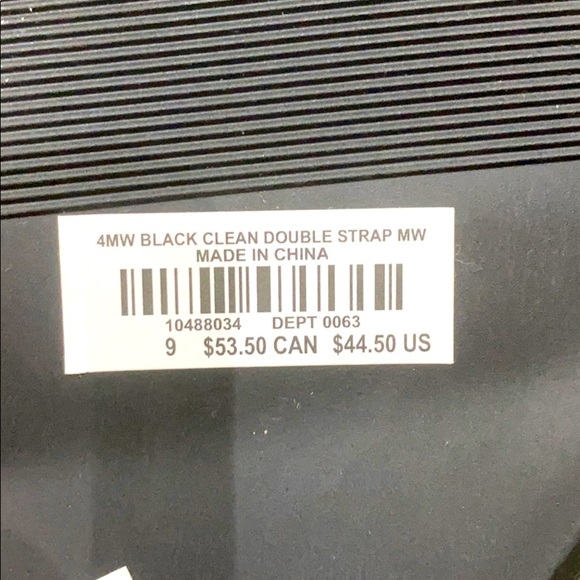 4MW BLACK CLEAN DOUBLE STRAP MW
MADE IN CHINA
10488034 DEPT 0063
9 $53.50 CAN $44.50 US